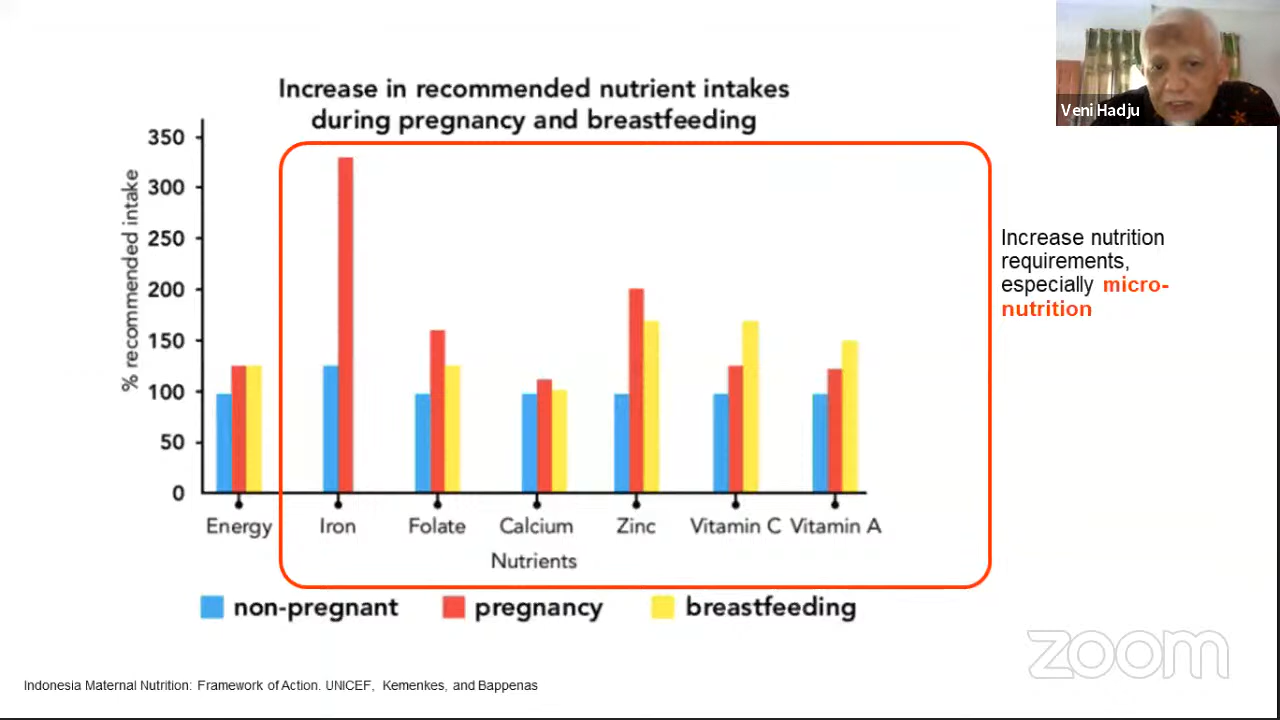 Veni Hadju
Increase in recommended nutrient intakes
during pregnancy and breastfeeding
% recommended intake
350
300
250
200
150
100
50
0
Energy Iron Folate Calcium Zinc Vitamin C Vitamin A
Nutrients
non-pregnant pregnancy breastfeeding
Increase nutrition
requirements,
especially micro-
nutrition
zoom
Indonesia Maternal Nutrition: Framework of Action. UNICEF, Kemenkes, and Bappenas